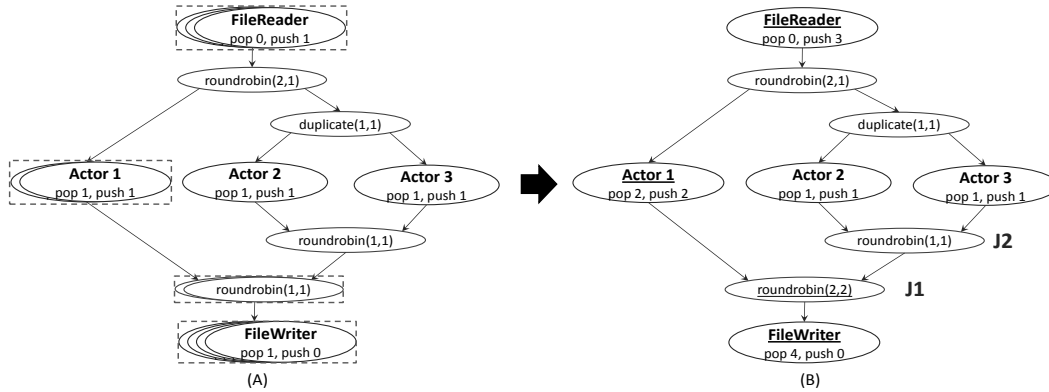 FileReader
pop 0, push 1
roundrobin(2,1)
duplicate(1,1)
Actor 1
pop 1, push 1
Actor 2
pop 1, push 1
Actor 3
pop 1, push 1
roundrobin(1,1)
roundrobin(1,1)
FileWriter
pop 1, push 0
(A)
FileReader
pop 0, push 3
roundrobin(2,1)
duplicate(1,1)
Actor 1
pop 2, push 2
Actor 2
pop 1, push 1
Actor 3
pop 1, push 1
roundrobin(1,1)
J2
roundrobin(2,2)
J1
FileWriter
pop 4, push 0
(B)